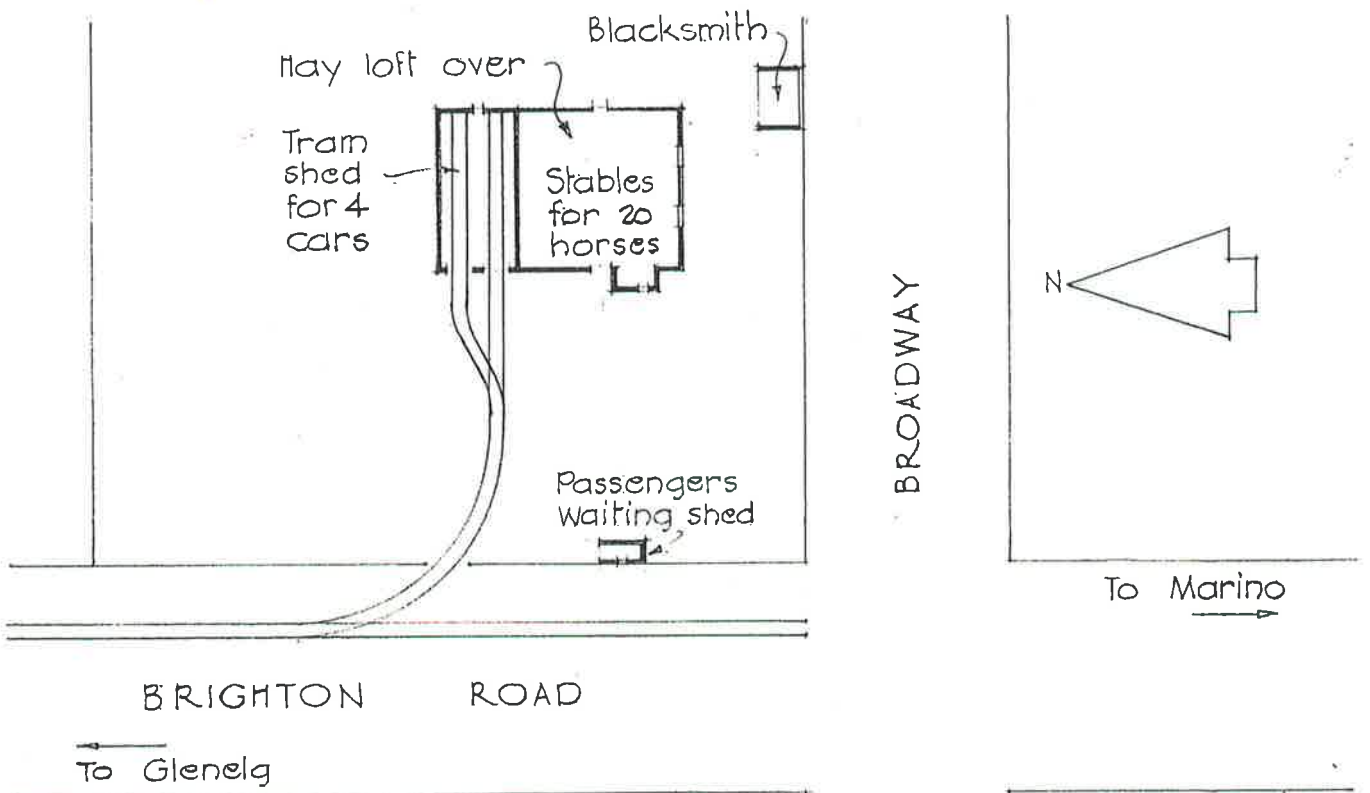 Blacksmith
Hay loft over
Tram
shed
for 4
cars
Stables
for 20
horses
N
BROADWAY
Passengers
Waiting shed
To Marino
BRIGHTON ROAD
To Glenelg